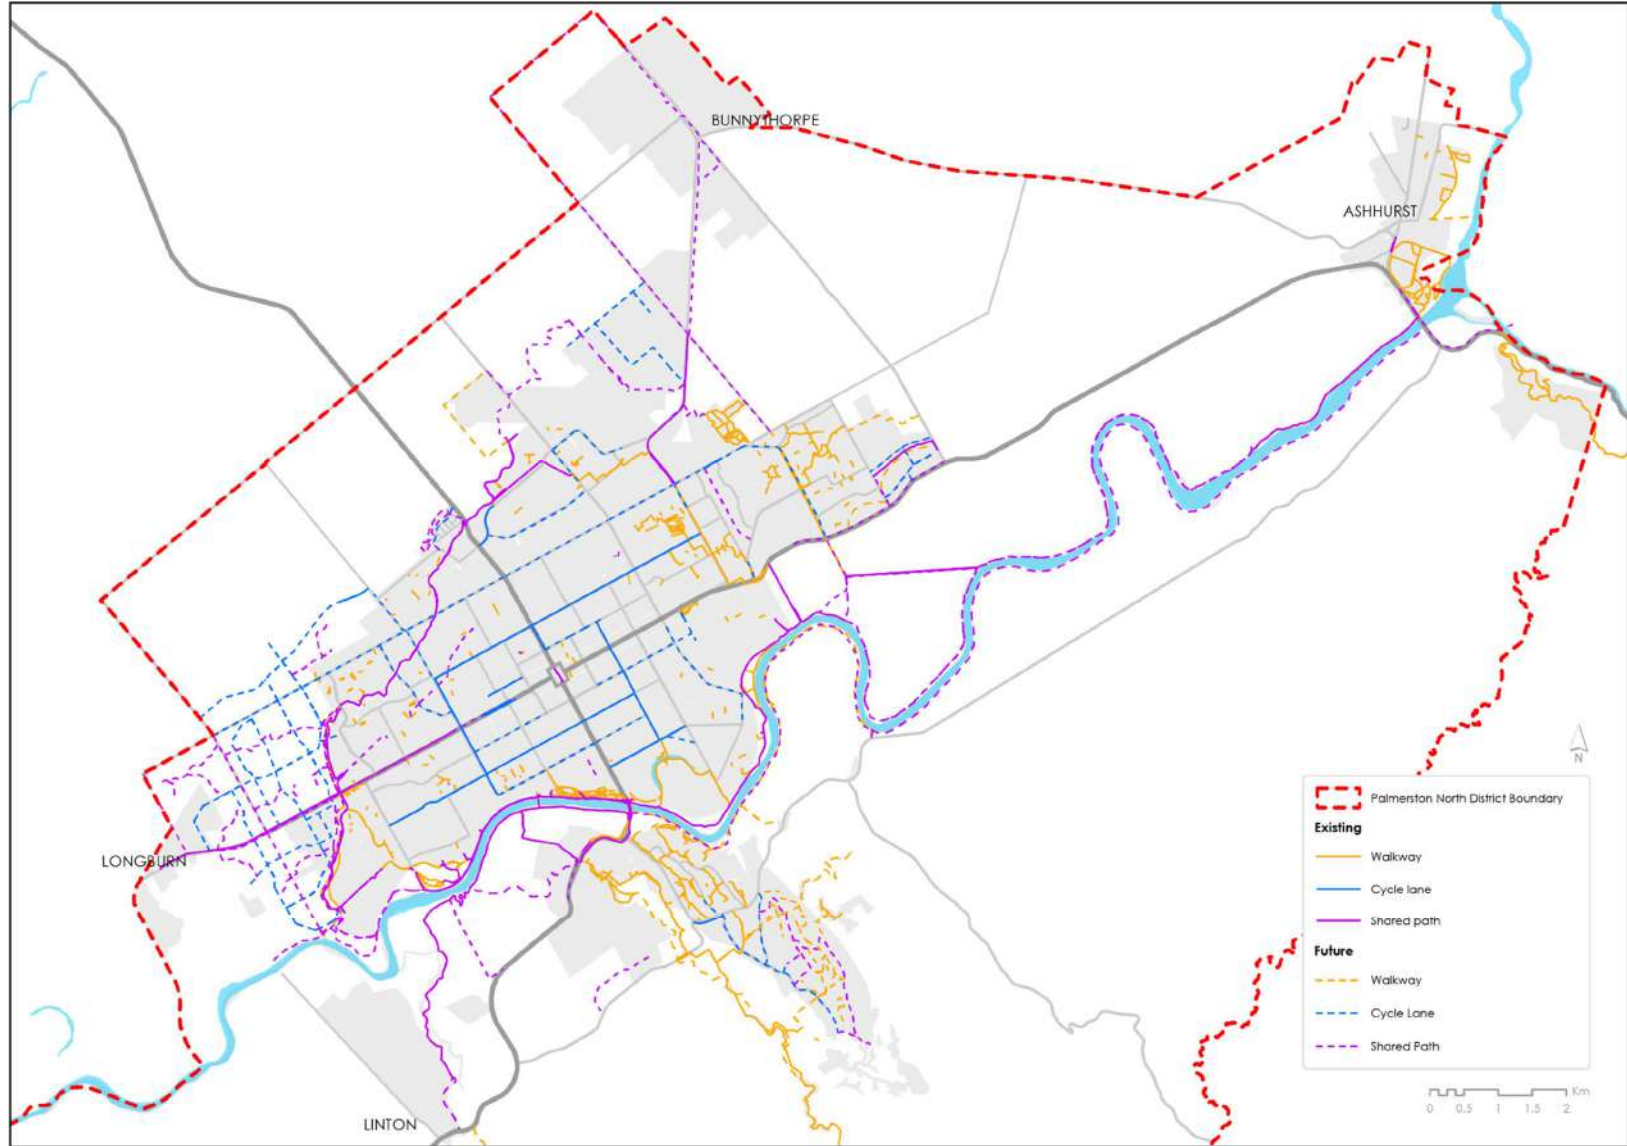 BUNNYTHORPE
ASHHURST
LONGBURN
LINTON
N
Palmerston North District Boundary
Existing
Walkway
Cycle lane
Shared path
Future
Walkway
Cycle Lane
Shared Path
Km
0 0.5 1 1.5 2